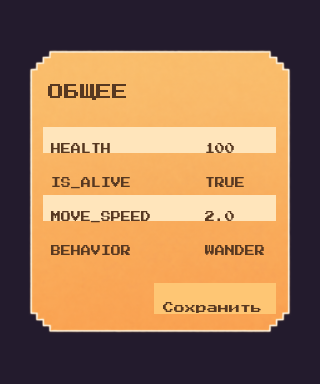 ОБЩЕЕ
HEALTH 100
IS_ALIVE TRUE
MOVE_SPEED 2.0
BEHAVIOR WANDER
Сохранить